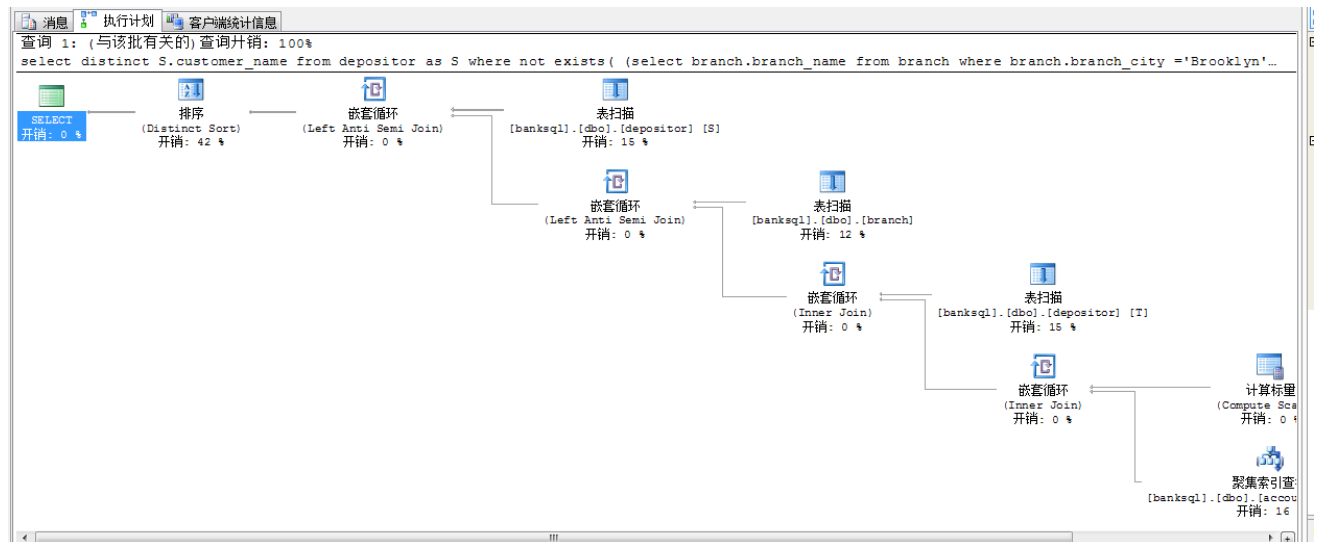 消息 执行计划 客户端统计信息
查询 1: (与该批有关的)查询开销: 100%
select distinct S.customer_name from depositor as S where not exists( (select branch.branch_name from branch where branch.branch_city ='Brooklyn'…
SELECT
开销: 0 %
排序
(Distinct Sort)
开销: 42 %
嵌套循环
(Left Anti Semi Join)
开销: 0 %
表扫描
[banksql].[dbo].[depositor] [S]
开销: 15 %
嵌套循环
(Left Anti Semi Join)
开销: 0 %
表扫描
[banksql].[dbo].[branch]
开销: 12 %
嵌套循环
(Inner Join)
开销: 0 %
表扫描
[banksql].[dbo].[depositor] [T]
开销: 15 %
嵌套循环
(Inner Join)
开销: 0 %
计算标量
(Compute Sca
开销: 0
聚集索引查
[banksql].[dbo].[accou
开销: 16